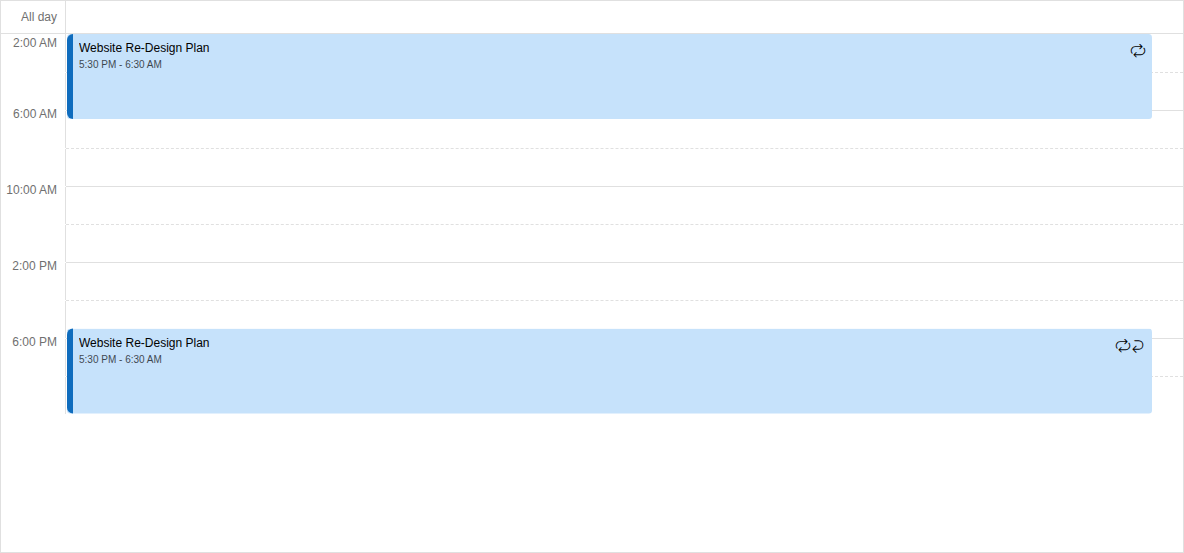 All day
2:00 AM
Website Re-Design Plan
5:30 PM - 6:30 AM
6:00 AM
10:00 AM
2:00 PM
6:00 PM
Website Re-Design Plan
5:30 PM - 6:30 AM